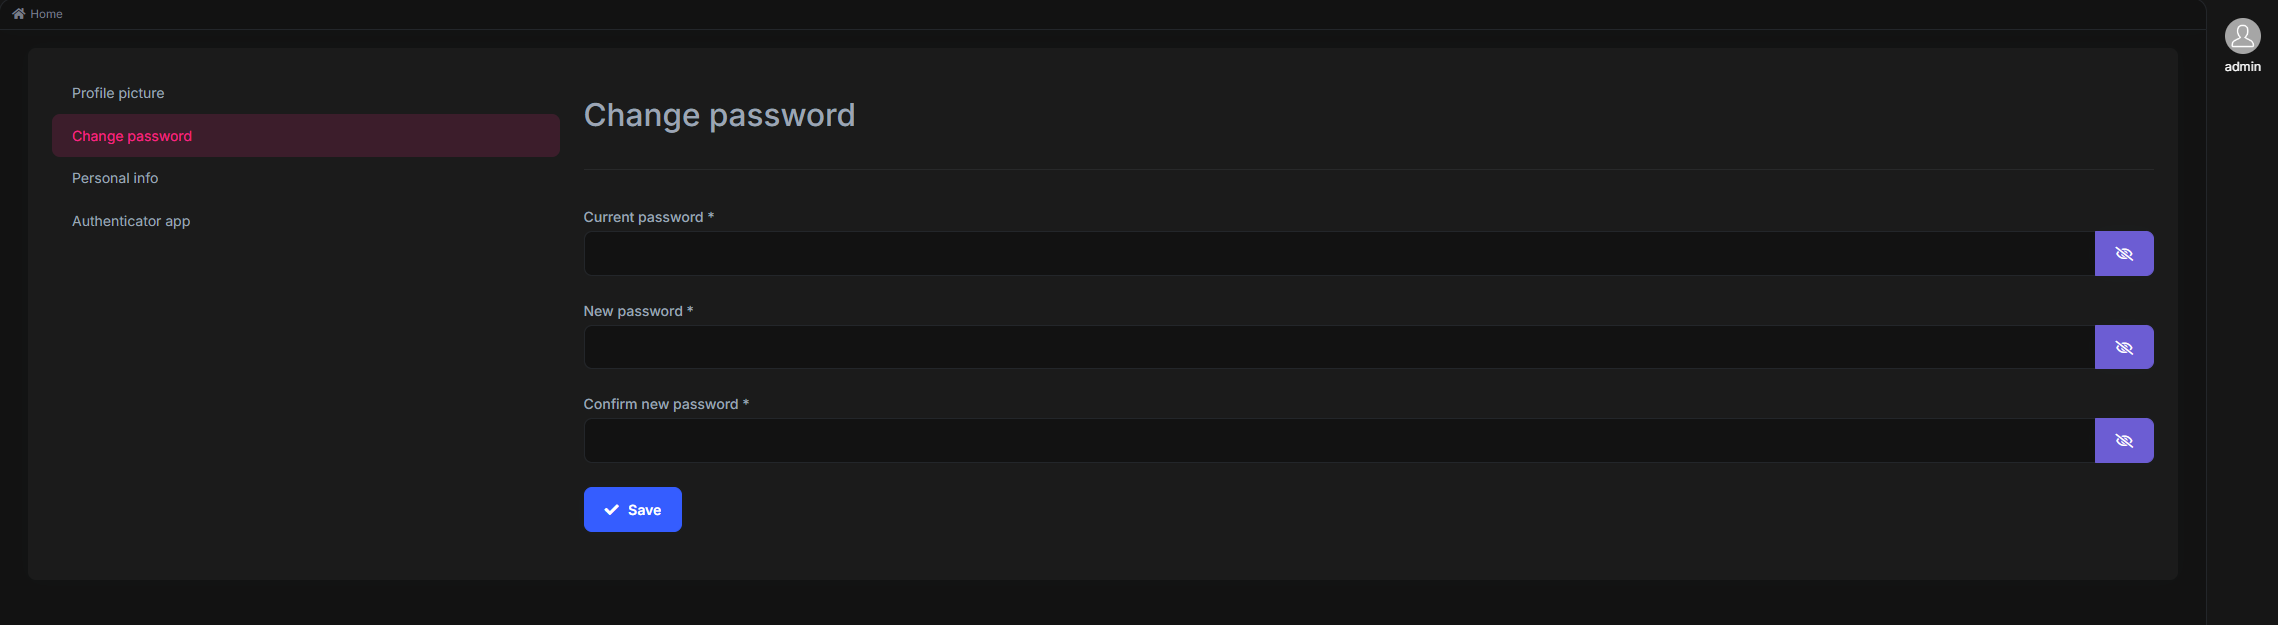 Home
admin
Profile picture
Change password
Personal info
Authenticator app
Change password
Current password *
New password *
Confirm new password *
Save